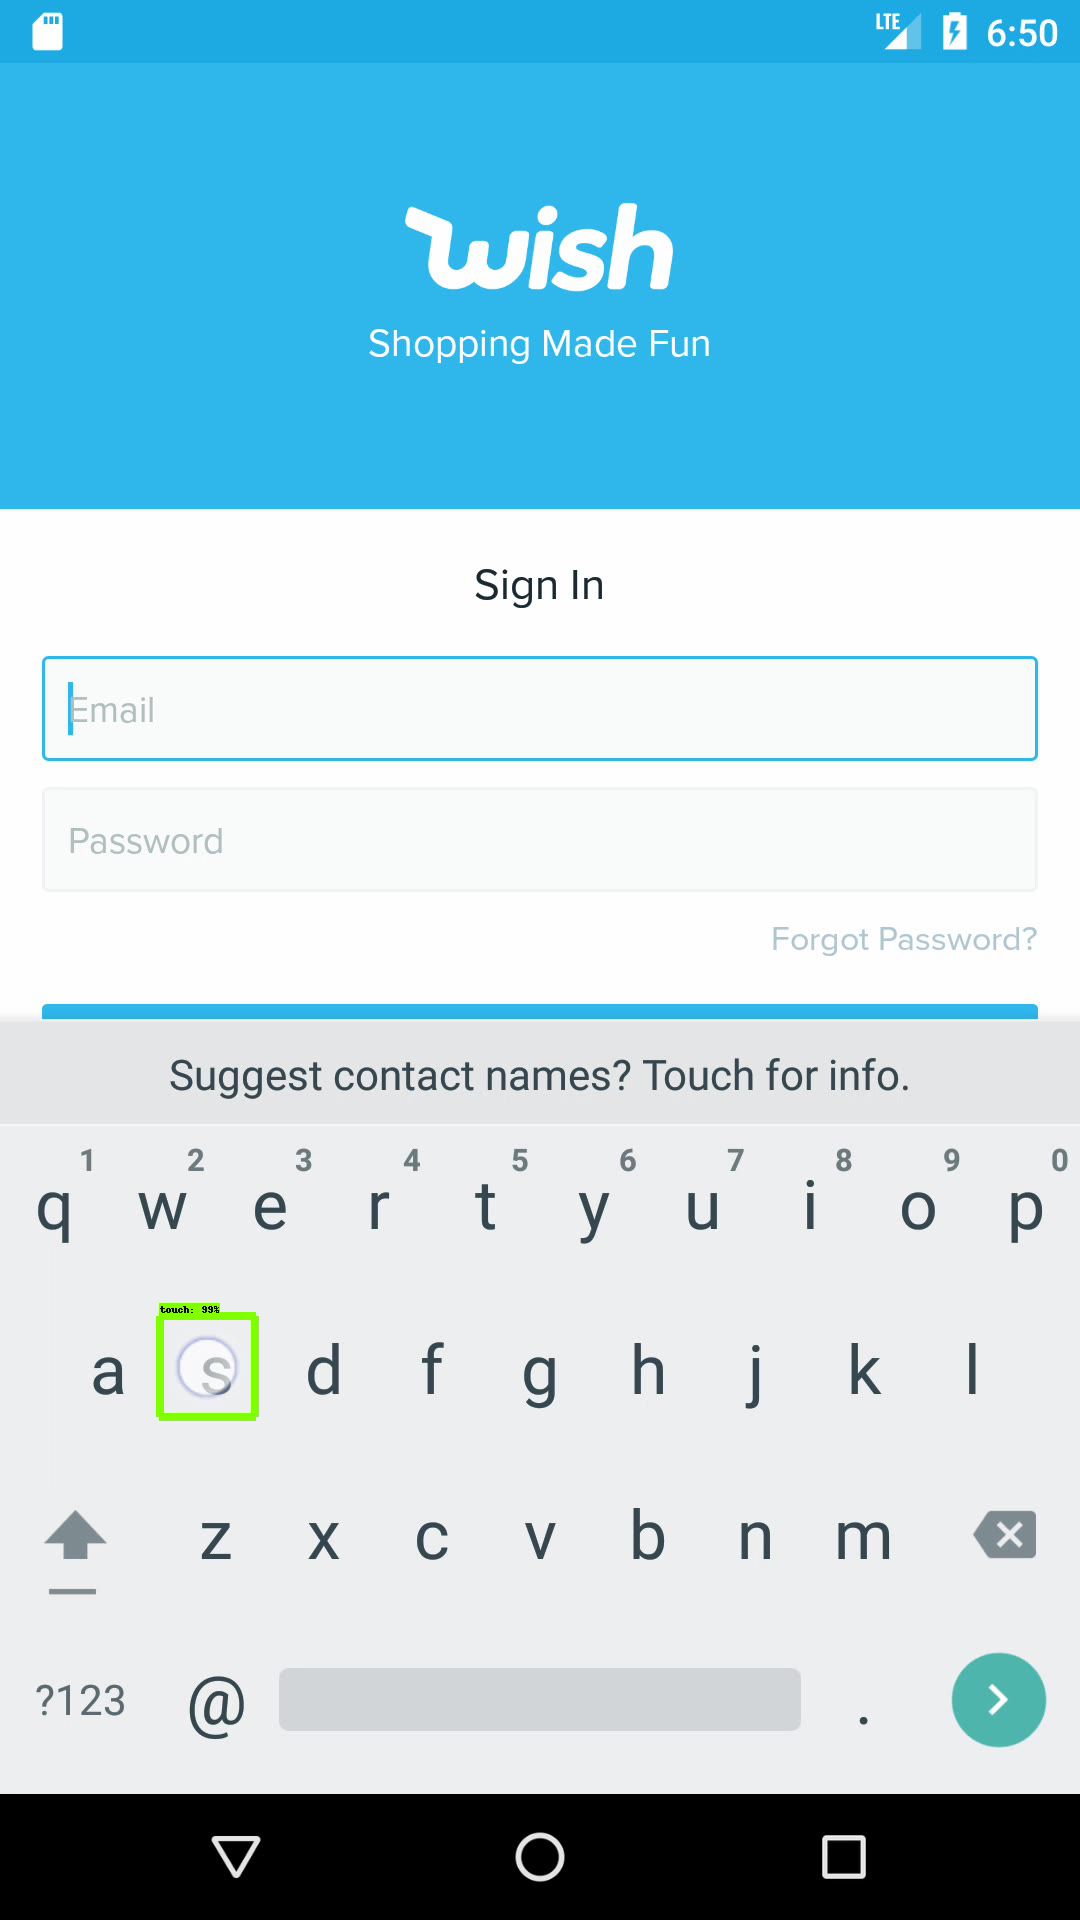 LTE 6:50
wish
Shopping Made Fun
Sign In
Email
Password
Forgot Password?
Suggest contact names? Touch for info.
1 2 3 4 5 6 7 8 9 0
q w e r t y u i o p
touch: 99%
a s d f g h j k l
z x c v b n m
?123 @ .